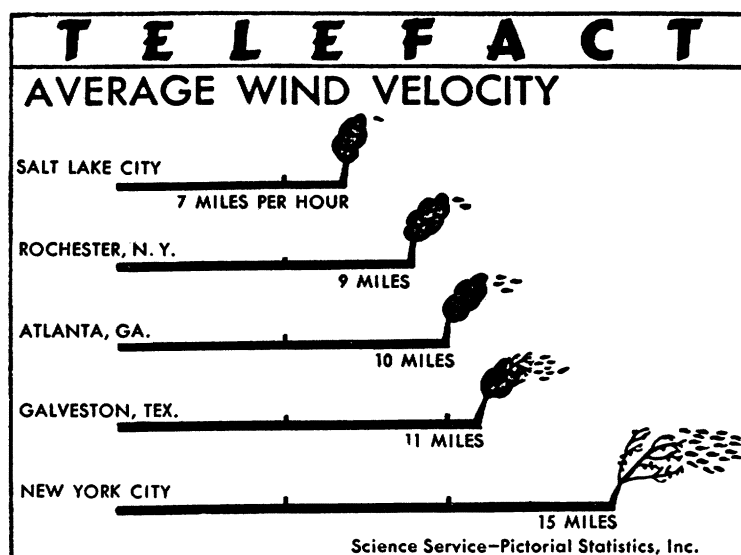 TELEFACT
AVERAGE WIND VELOCITY
SALT LAKE CITY
7 MILES PER HOUR
ROCHESTER, N. Y.
9 MILES
ATLANTA, GA.
10 MILES
GALVESTON, TEX.
11 MILES
NEW YORK CITY
15 MILES
Science Service–Pictorial Statistics, Inc.